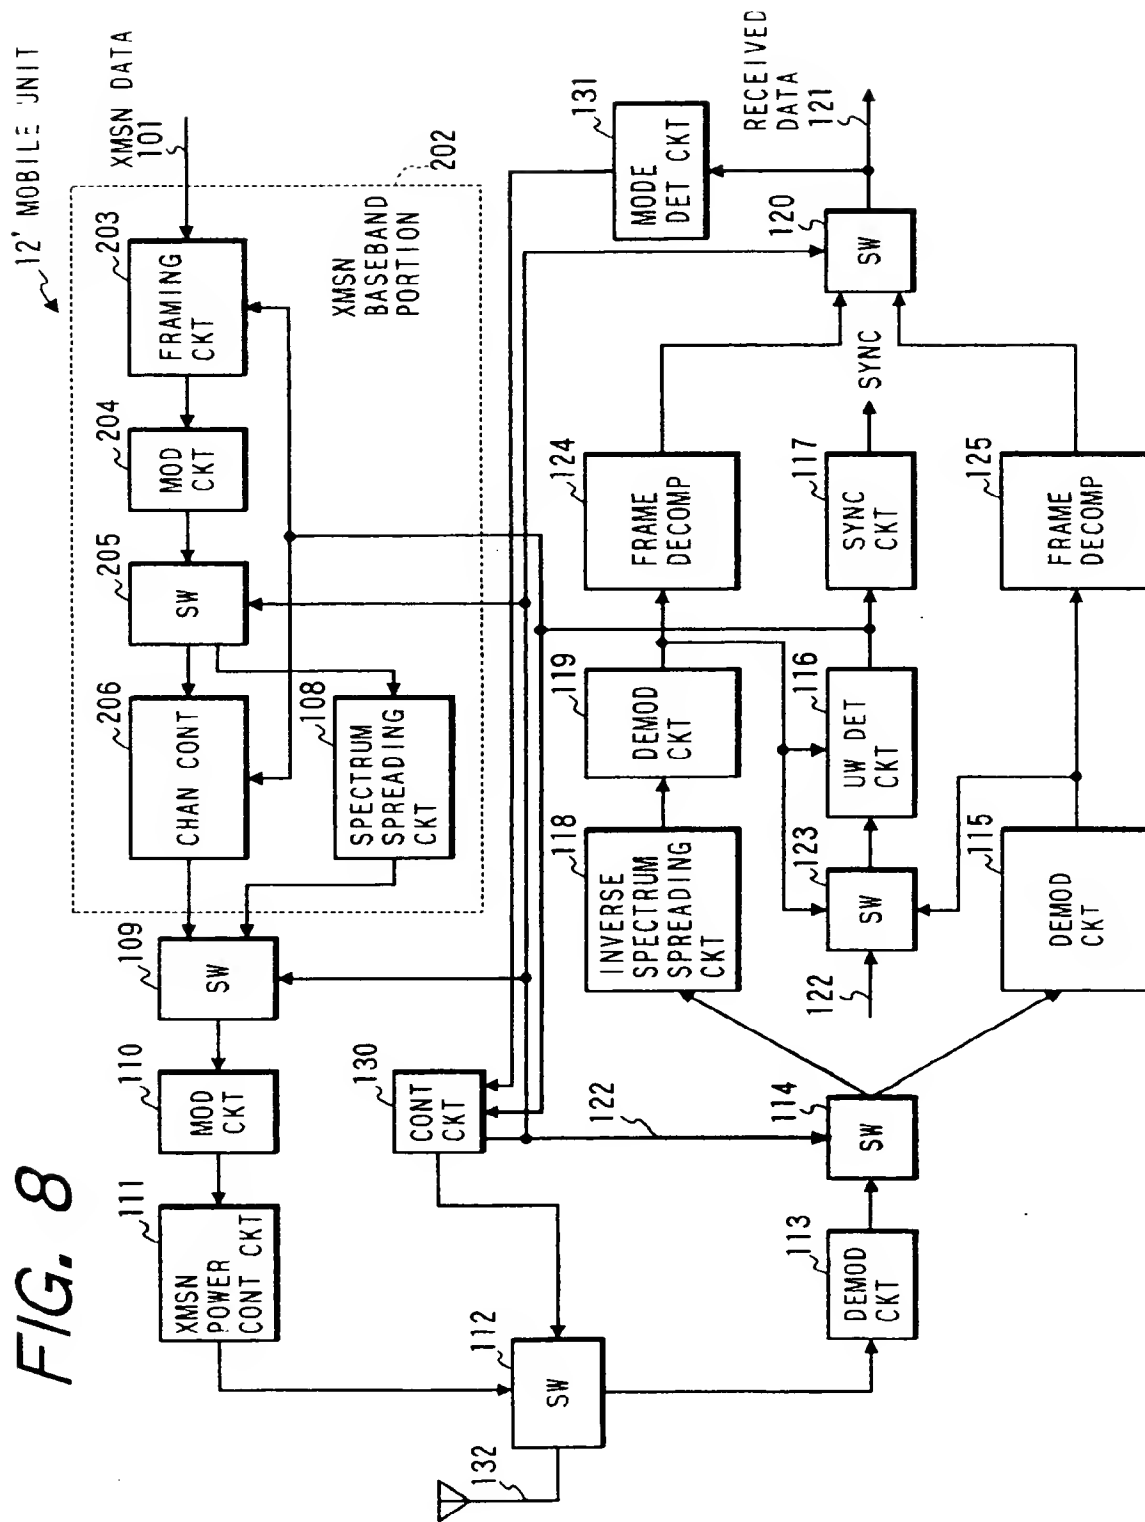 FIG. 8
12' MOBILE UNIT
XMSN DATA
101
203
FRAMING
CKT
204
MOD
CKT
205
SW
206
CHAN CONT
108
SPECTRUM
SPREADING
CKT
XMSN
BASEBAND
PORTION
202
109
SW
110
MOD
CKT
111
XMSN
POWER
CONT CKT
130
CONT
CKT
112
SW
132
122
131
MODE
DET CKT
RECEIVED
DATA
121
120
SW
SYNC
124
FRAME
DECOMP
117
SYNC
CKT
125
FRAME
DECOMP
119
DEMOD
CKT
116
UW DET
CKT
118
INVERSE
SPECTRUM
SPREADING
CKT
123
SW
122
115
DEMOD
CKT
114
SW
113
DEMOD
CKT